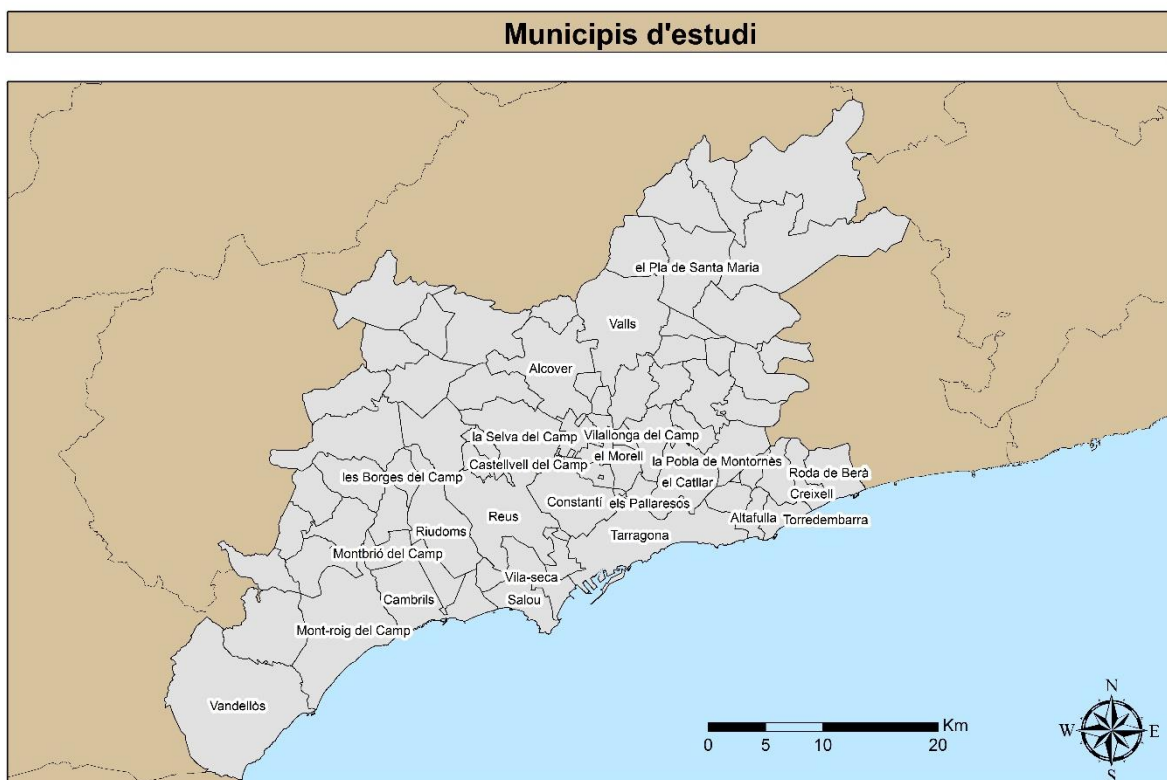 Municipis d'estudi
el Pla de Santa Maria
Valls
Alcover
la Selva del Camp
Vilallonga del Camp
el Morell
Castellvell del Camp
la Pobla de Montornès
Roda de Berà
les Borges del Camp
el Catllar
Creixell
Constantí
els Pallaresos
Reus
Altafulla
Torredembarra
Riudoms
Tarragona
Montbrió del Camp
Vila-seca
Cambrils
Salou
Mont-roig del Camp
Vandellòs
Km
0 5 10 20
N
W E
S